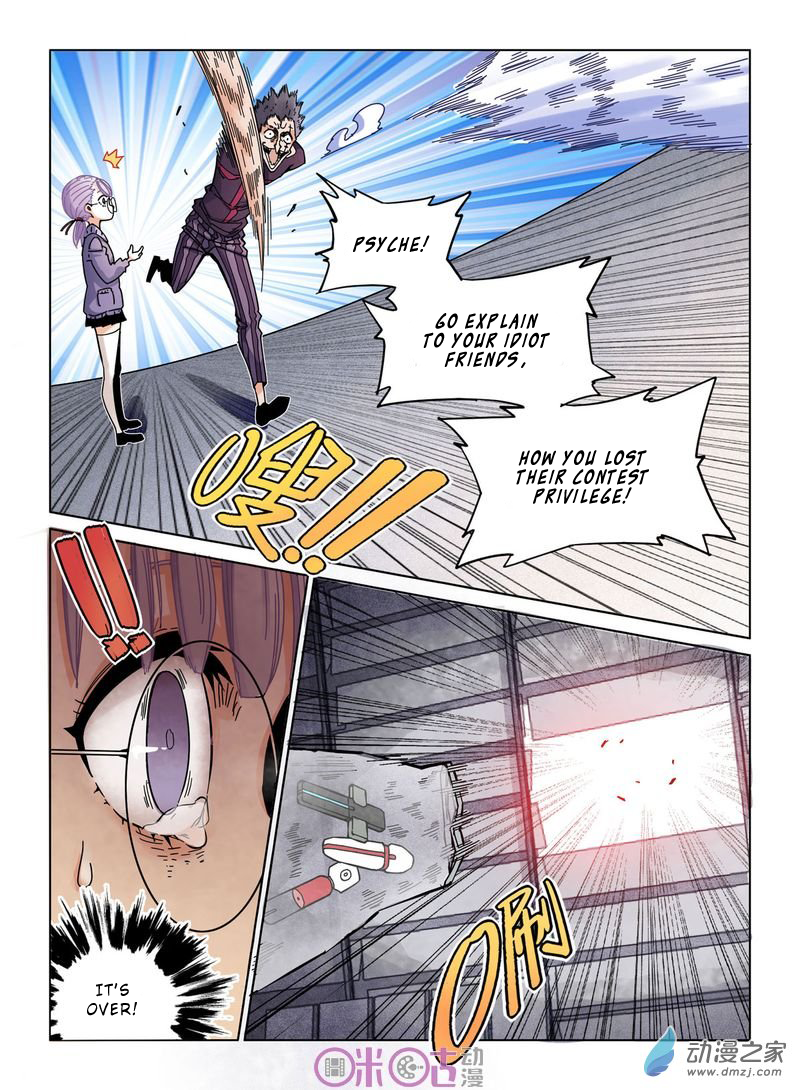 PSYCHE!
GO EXPLAIN
TO YOUR IDIOT
FRIENDS,
HOW YOU LOST
THEIR CONTEST
PRIVILEGE!
嗖!!
!!
IT'S
OVER!
唰
咪咕动漫
动漫之家
www.dmzj.com